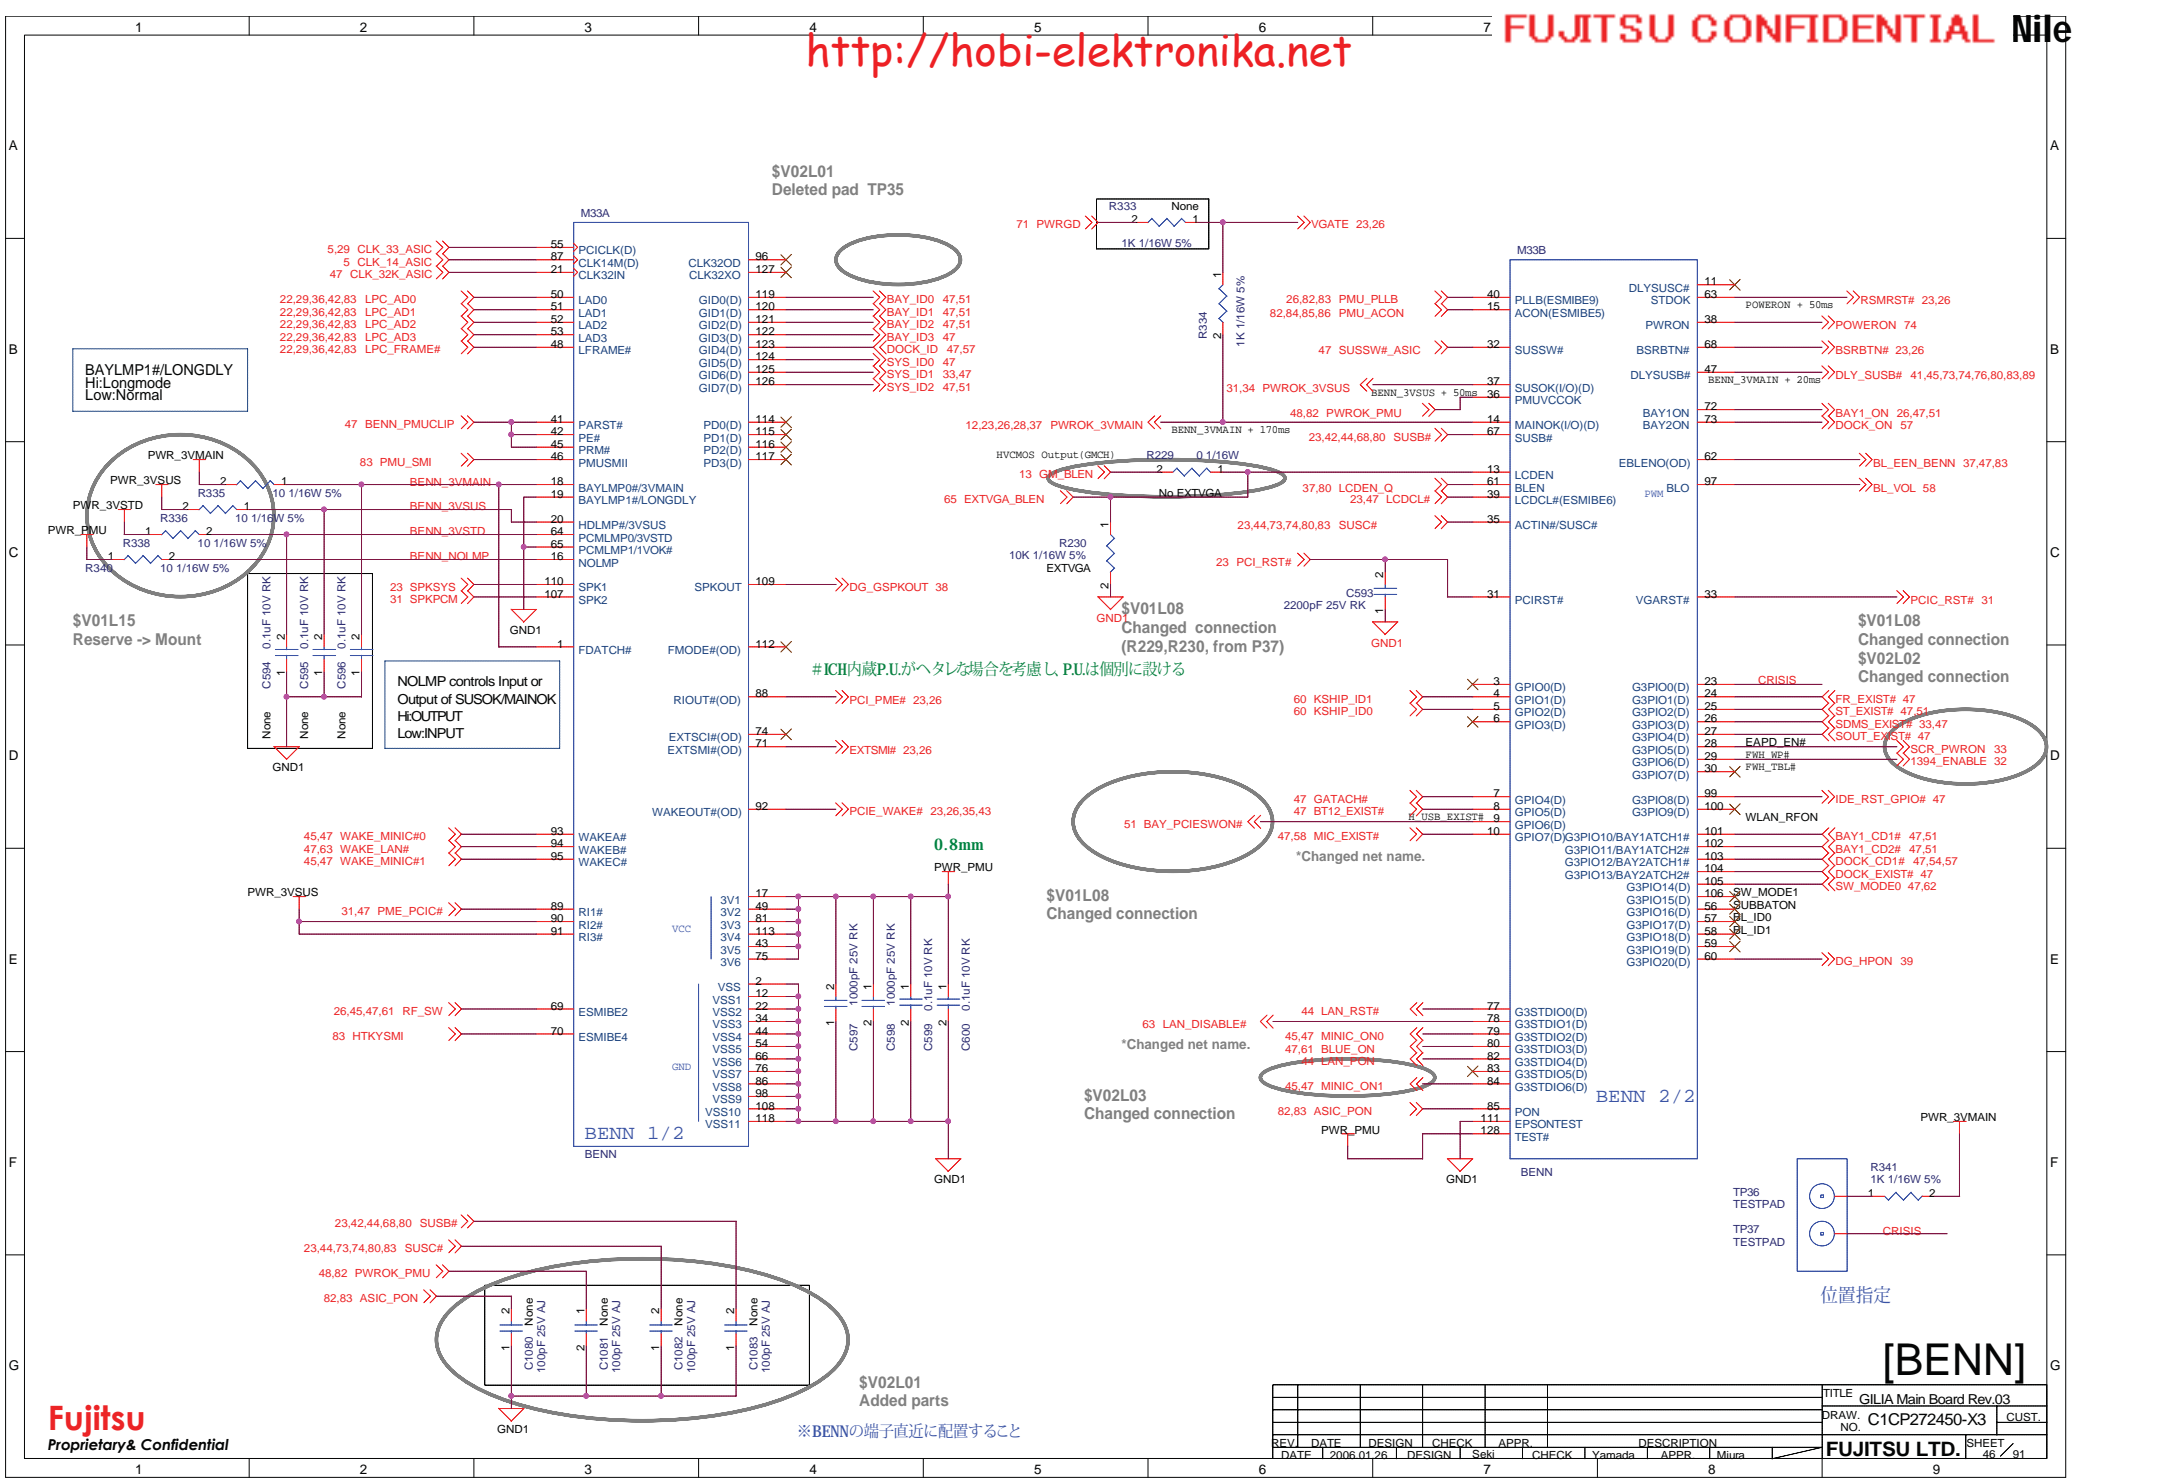 FUJITSU CONFIDENTIAL Nile
http://hobi-elektronika.net
1 2 3 4 5 6 7
A
B
C
D
E
F
G
$V02L01
Deleted pad TP35
M33A
5,29 CLK_33_ASIC 55 PCICLK(D)
5 CLK_14_ASIC 87 CLK14M(D)
47 CLK_32K_ASIC 21 CLK32IN
22,29,36,42,83 LPC_AD0 50 LAD0
22,29,36,42,83 LPC_AD1 51 LAD1
22,29,36,42,83 LPC_AD2 52 LAD2
22,29,36,42,83 LPC_AD3 53 LAD3
22,29,36,42,83 LPC_FRAME# 48 LFRAME#
BAYLMP1#/LONGDLY
Hi:Longmode
Low:Normal
47 BENN_PMUCLIP 41 PARST#
42 PE#
45 PRM#
83 PMU_SMI 46 PMUSMII
PWR_3VMAIN
PWR_3VSUS
PWR_3VSTD
PWR_PMU
R335 2 1 10 1/16W 5%
R336 2 1 10 1/16W 5%
R338 1 2 10 1/16W 5%
R340 1 2 10 1/16W 5%
BENN_3VMAIN 18 BAYLMP0#/3VMAIN
19 BAYLMP1#/LONGDLY
BENN_3VSUS 20 HDLMP#/3VSUS
BENN_3VSTD 64 PCMLMP0/3VSTD
65 PCMLMP1/1VOK#
BENN_NOLMP 16 NOLMP
23 SPKSYS 110 SPK1
31 SPKPCM 107 SPK2
GND1
1 FDATCH#
$V01L15
Reserve -> Mount
C594 0.1uF 10V RK None
C595 0.1uF 10V RK None
C596 0.1uF 10V RK None
GND1
NOLMP controls Input or
Output of SUSOK/MAINOK
Hi:OUTPUT
Low:INPUT
45,47 WAKE_MINIC#0 93 WAKEA#
47,63 WAKE_LAN# 94 WAKEB#
45,47 WAKE_MINIC#1 95 WAKEC#
PWR_3VSUS
31,47 PME_PCIC# 89 RI1#
90 RI2#
91 RI3#
26,45,47,61 RF_SW 69 ESMIBE2
83 HTKYSMI 70 ESMIBE4
CLK32OD 96
CLK32XO 127
GID0(D) 119 BAY_ID0 47,51
GID1(D) 120 BAY_ID1 47,51
GID2(D) 121 BAY_ID2 47,51
GID3(D) 122 BAY_ID3 47
GID4(D) 123 DOCK_ID 47,57
GID5(D) 124 SYS_ID0 47
GID6(D) 125 SYS_ID1 33,47
GID7(D) 126 SYS_ID2 47,51
PD0(D) 114
PD1(D) 115
PD2(D) 116
PD3(D) 117
SPKOUT 109 DG_GSPKOUT 38
FMODE#(OD) 112
#ICH内蔵P.U.がヘタレな場合を考慮し, P.U.は個別に設ける
RIOUT#(OD) 88 PCI_PME# 23,26
EXTSCI#(OD) 74
EXTSMI#(OD) 71 EXTSMI# 23,26
WAKEOUT#(OD) 92 PCIE_WAKE# 23,26,35,43
0.8mm
PWR_PMU
VCC
3V1 17
3V2 49
3V3 81
3V4 113
3V5 43
3V6 75
GND
VSS 2
VSS1 12
VSS2 22
VSS3 34
VSS4 44
VSS5 54
VSS6 66
VSS7 76
VSS8 86
VSS9 98
VSS10 108
VSS11 118
C597 1000pF 25V RK
C598 1000pF 25V RK
C599 0.1uF 10V RK
C600 0.1uF 10V RK
GND1
BENN 1/2
BENN
23,42,44,68,80 SUSB#
23,44,73,74,80,83 SUSC#
48,82 PWROK_PMU
82,83 ASIC_PON
C1080 100pF 25V AJ None
C1081 100pF 25V AJ None
C1082 100pF 25V AJ None
C1083 100pF 25V AJ None
GND1
$V02L01
Added parts
※BENNの端子直近に配置すること
71 PWRGD
R333 None
2 1
1K 1/16W 5%
VGATE 23,26
R334 1K 1/16W 5%
M33B
26,82,83 PMU_PLLB 40 PLLB(ESMIBE9)
82,84,85,86 PMU_ACON 15 ACON(ESMIBE5)
47 SUSSW#_ASIC 32 SUSSW#
31,34 PWROK_3VSUS BENN_3VSUS + 50ms 37 SUSOK(I/O)(D)
48,82 PWROK_PMU 36 PMUVCCOK
12,23,26,28,37 PWROK_3VMAIN BENN_3VMAIN + 170ms 14 MAINOK(I/O)(D)
23,42,44,68,80 SUSB# 67 SUSB#
HVCMOS Output(GMCH)
R229 0 1/16W
13 GM_BLEN 2 1 No EXTVGA 13 LCDEN
65 EXTVGA_BLEN
37,80 LCDEN_Q 61 BLEN
23,47 LCDCL# 39 LCDCL#(ESMIBE6)
23,44,73,74,80,83 SUSC# 35 ACTIN#/SUSC#
R230
10K 1/16W 5%
EXTVGA
GND1
23 PCI_RST# 31 PCIRST#
C593
2200pF 25V RK
GND1
$V01L08
Changed connection
(R229,R230, from P37)
3 GPIO0(D)
60 KSHIP_ID1 4 GPIO1(D)
60 KSHIP_ID0 5 GPIO2(D)
6 GPIO3(D)
47 GATACH# 7 GPIO4(D)
47 BT12_EXIST# 8 GPIO5(D)
51 BAY_PCIESWON# H_USB_EXIST# 9 GPIO6(D)
47,58 MIC_EXIST# 10 GPIO7(D)
*Changed net name.
$V01L08
Changed connection
44 LAN_RST# 77 G3STDIO0(D)
63 LAN_DISABLE# 78 G3STDIO1(D)
*Changed net name.
45,47 MINIC_ON0 79 G3STDIO2(D)
47,61 BLUE_ON 80 G3STDIO3(D)
44 LAN_PON 82 G3STDIO4(D)
83 G3STDIO5(D)
45,47 MINIC_ON1 84 G3STDIO6(D)
$V02L03
Changed connection
82,83 ASIC_PON 85 PON
111 EPSONTEST
128 TEST#
PWR_PMU
GND1
BENN 2/2
BENN
DLYSUSC# 11
STDOK 63 POWERON + 50ms RSMRST# 23,26
PWRON 38 POWERON 74
BSRBTN# 68 BSRBTN# 23,26
DLYSUSB# 47 BENN_3VMAIN + 20ms DLY_SUSB# 41,45,73,74,76,80,83,89
BAY1ON 72 BAY1_ON 26,47,51
BAY2ON 73 DOCK_ON 57
EBLENO(OD) 62 BL_EEN_BENN 37,47,83
PWM BLO 97 BL_VOL 58
VGARST# 33 PCIC_RST# 31
$V01L08
Changed connection
$V02L02
Changed connection
G3PIO0(D) 23 CRISIS
G3PIO1(D) 24 FR_EXIST# 47
G3PIO2(D) 25 ST_EXIST# 47,51
G3PIO3(D) 26 SDMS_EXIST# 33,47
G3PIO4(D) 27 SOUT_EXIST# 47
G3PIO5(D) 28 EAPD_EN# SCR_PWRON 33
G3PIO6(D) 29 FWH_WP# 1394_ENABLE 32
G3PIO7(D) 30 FWH_TBL#
G3PIO8(D) 99 IDE_RST_GPIO# 47
G3PIO9(D) 100 WLAN_RFON
G3PIO10/BAY1ATCH1# 101 BAY1_CD1# 47,51
G3PIO11/BAY1ATCH2# 102 BAY1_CD2# 47,51
G3PIO12/BAY2ATCH1# 103 DOCK_CD1# 47,54,57
G3PIO13/BAY2ATCH2# 104 DOCK_EXIST# 47
G3PIO14(D) 105 SW_MODE0 47,62
G3PIO15(D) 106 SW_MODE1
G3PIO16(D) 56 SUBBATON
G3PIO17(D) 57 BL_ID0
G3PIO18(D) 58 BL_ID1
G3PIO19(D) 59
G3PIO20(D) 60 DG_HPON 39
PWR_3VMAIN
R341
1K 1/16W 5%
TP36
TESTPAD
TP37
TESTPAD
CRISIS
位置指定
[BENN]
TITLE GILIA Main Board Rev.03
DRAW. NO. C1CP272450-X3 CUST.
REV. DATE DESIGN CHECK APPR. DESCRIPTION
FUJITSU LTD. SHEET 46/91
DATE 2006.01.26 DESIGN Seki CHECK Yamada APPR. Miura
Fujitsu
Proprietary & Confidential
1 2 3 4 5 6 7 8 9